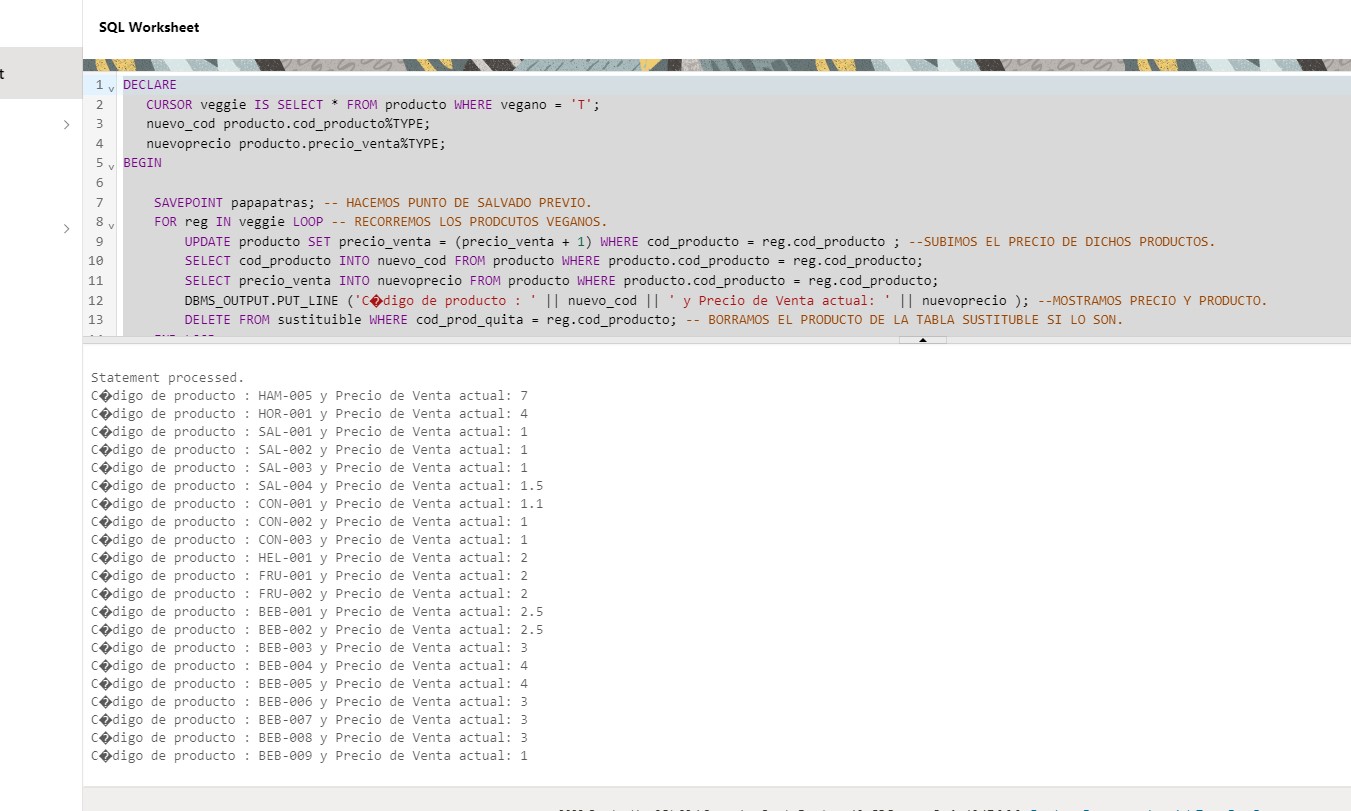 SQL Worksheet
t
1 DECLARE
2 CURSOR veggie IS SELECT * FROM producto WHERE vegano = 'T';
3 nuevo_cod producto.cod_producto%TYPE;
4 nuevoprecio producto.precio_venta%TYPE;
5 BEGIN
6
7 SAVEPOINT papapatras; -- HACEMOS PUNTO DE SALVADO PREVIO.
8 FOR reg IN veggie LOOP -- RECORREMOS LOS PRODCUTOS VEGANOS.
9 UPDATE producto SET precio_venta = (precio_venta + 1) WHERE cod_producto = reg.cod_producto ; --SUBIMOS EL PRECIO DE DICHOS PRODUCTOS.
10 SELECT cod_producto INTO nuevo_cod FROM producto WHERE producto.cod_producto = reg.cod_producto;
11 SELECT precio_venta INTO nuevoprecio FROM producto WHERE producto.cod_producto = reg.cod_producto;
12 DBMS_OUTPUT.PUT_LINE ('C�digo de producto : ' || nuevo_cod || ' y Precio de Venta actual: ' || nuevoprecio ); --MOSTRAMOS PRECIO Y PRODUCTO.
13 DELETE FROM sustituible WHERE cod_prod_quita = reg.cod_producto; -- BORRAMOS EL PRODUCTO DE LA TABLA SUSTITUBLE SI LO SON.
Statement processed.
C�digo de producto : HAM-005 y Precio de Venta actual: 7
C�digo de producto : HOR-001 y Precio de Venta actual: 4
C�digo de producto : SAL-001 y Precio de Venta actual: 1
C�digo de producto : SAL-002 y Precio de Venta actual: 1
C�digo de producto : SAL-003 y Precio de Venta actual: 1
C�digo de producto : SAL-004 y Precio de Venta actual: 1.5
C�digo de producto : CON-001 y Precio de Venta actual: 1.1
C�digo de producto : CON-002 y Precio de Venta actual: 1
C�digo de producto : CON-003 y Precio de Venta actual: 1
C�digo de producto : HEL-001 y Precio de Venta actual: 2
C�digo de producto : FRU-001 y Precio de Venta actual: 2
C�digo de producto : FRU-002 y Precio de Venta actual: 2
C�digo de producto : BEB-001 y Precio de Venta actual: 2.5
C�digo de producto : BEB-002 y Precio de Venta actual: 2.5
C�digo de producto : BEB-003 y Precio de Venta actual: 3
C�digo de producto : BEB-004 y Precio de Venta actual: 4
C�digo de producto : BEB-005 y Precio de Venta actual: 4
C�digo de producto : BEB-006 y Precio de Venta actual: 3
C�digo de producto : BEB-007 y Precio de Venta actual: 3
C�digo de producto : BEB-008 y Precio de Venta actual: 3
C�digo de producto : BEB-009 y Precio de Venta actual: 1